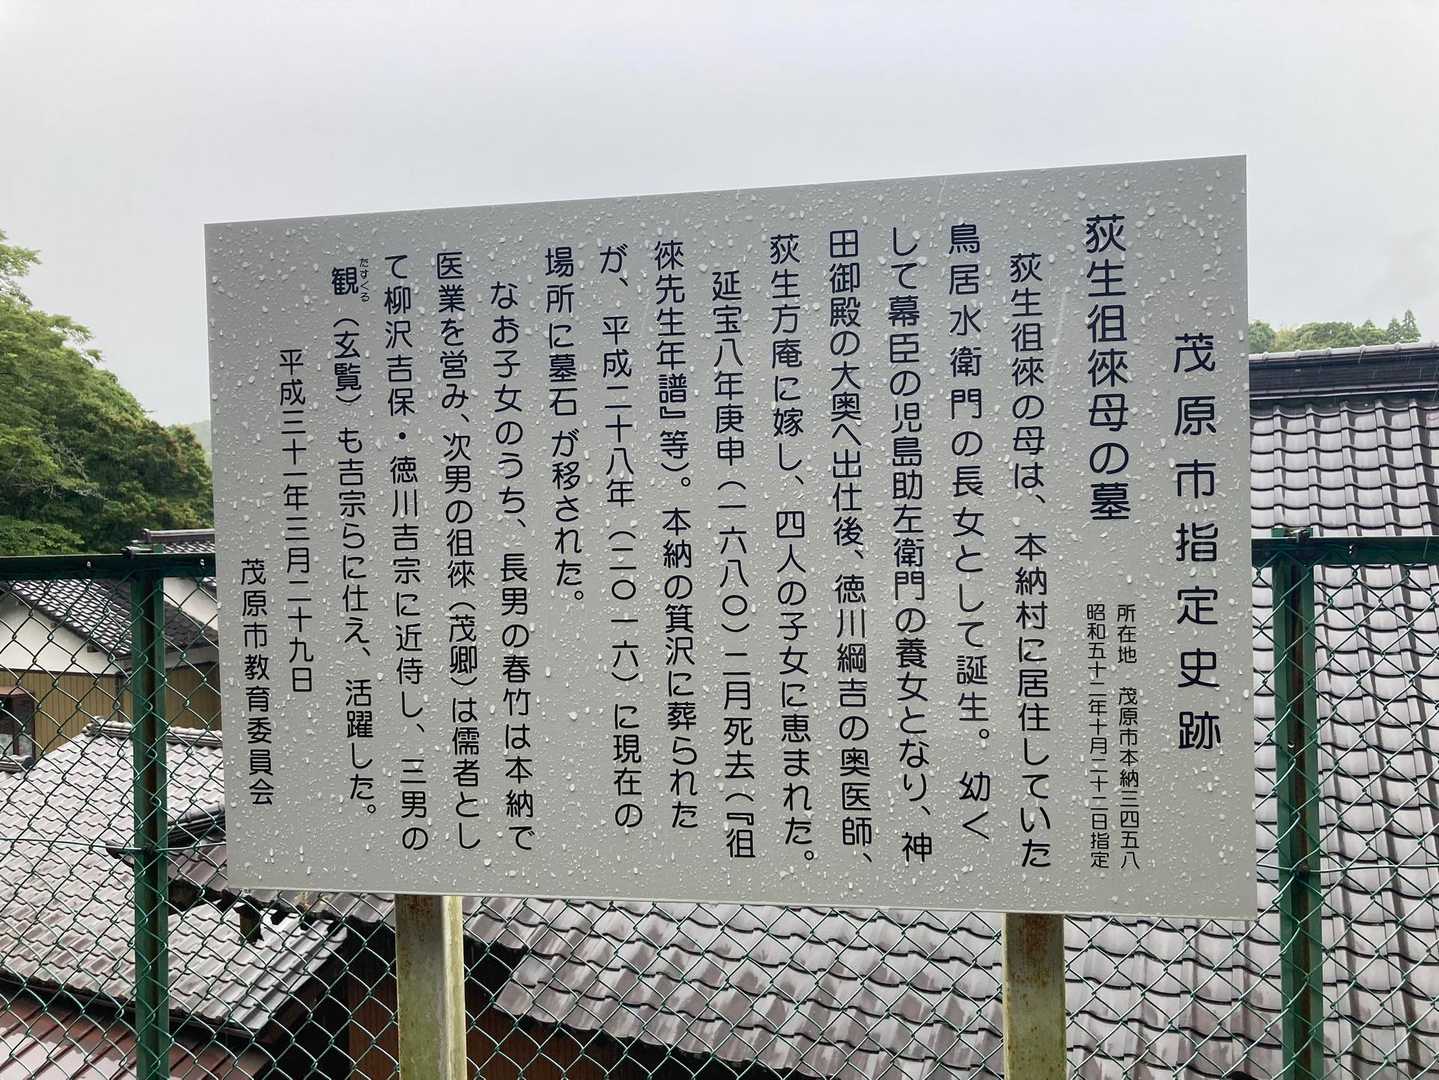 茂原市指定史跡
荻生徂徠母の墓
所在地　茂原市本納三四五八
昭和五十二年十月二十二日指定
荻生徂徠の母は、本納村に居住していた
鳥居水衛門の長女として誕生。幼く
して幕臣の児島助左衛門の養女となり、神
田御殿の大奥へ出仕後、徳川綱吉の奥医師、
荻生方庵に嫁し、四人の子女に恵まれた。
延宝八年庚申（一六八〇）二月死去（『徂
徠先生年譜』等）。本納の箕沢に葬られた
が、平成二十八年（二〇一六）に現在の
場所に墓石が移された。
なお子女のうち、長男の春竹は本納で
医業を営み、次男の徂徠（茂卿）は儒者とし
て柳沢吉保・徳川吉宗に近侍し、三男の
観（玄覧）も吉宗らに仕え、活躍した。
たすくる
平成三十一年三月二十九日
茂原市教育委員会